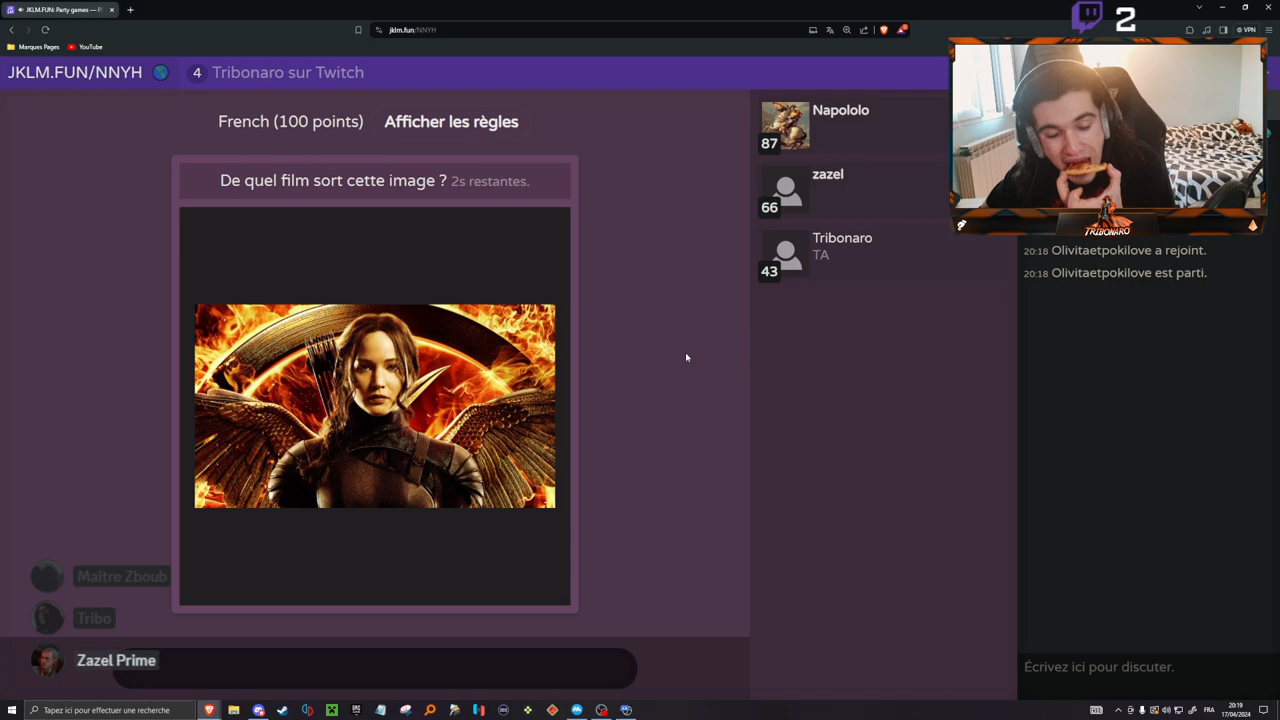 JKLM.FUN: Party games — P
jklm.fun/NNYH
VPN
Marques Pages
YouTube
2
JKLM.FUN/NNYH
4
Tribonaro sur Twitch
French (100 points)
Afficher les règles
De quel film sort cette image ? 2s restantes.
Napololo
87
zazel
66
Tribonaro
TA
43
TRIBONARO
20:18 Olivitaetpokilove a rejoint.
20:18 Olivitaetpokilove est parti.
Maître Zboub
Tribo
Zazel Prime
Écrivez ici pour discuter.
Tapez ici pour effectuer une recherche
FRA
20:19
17/04/2024